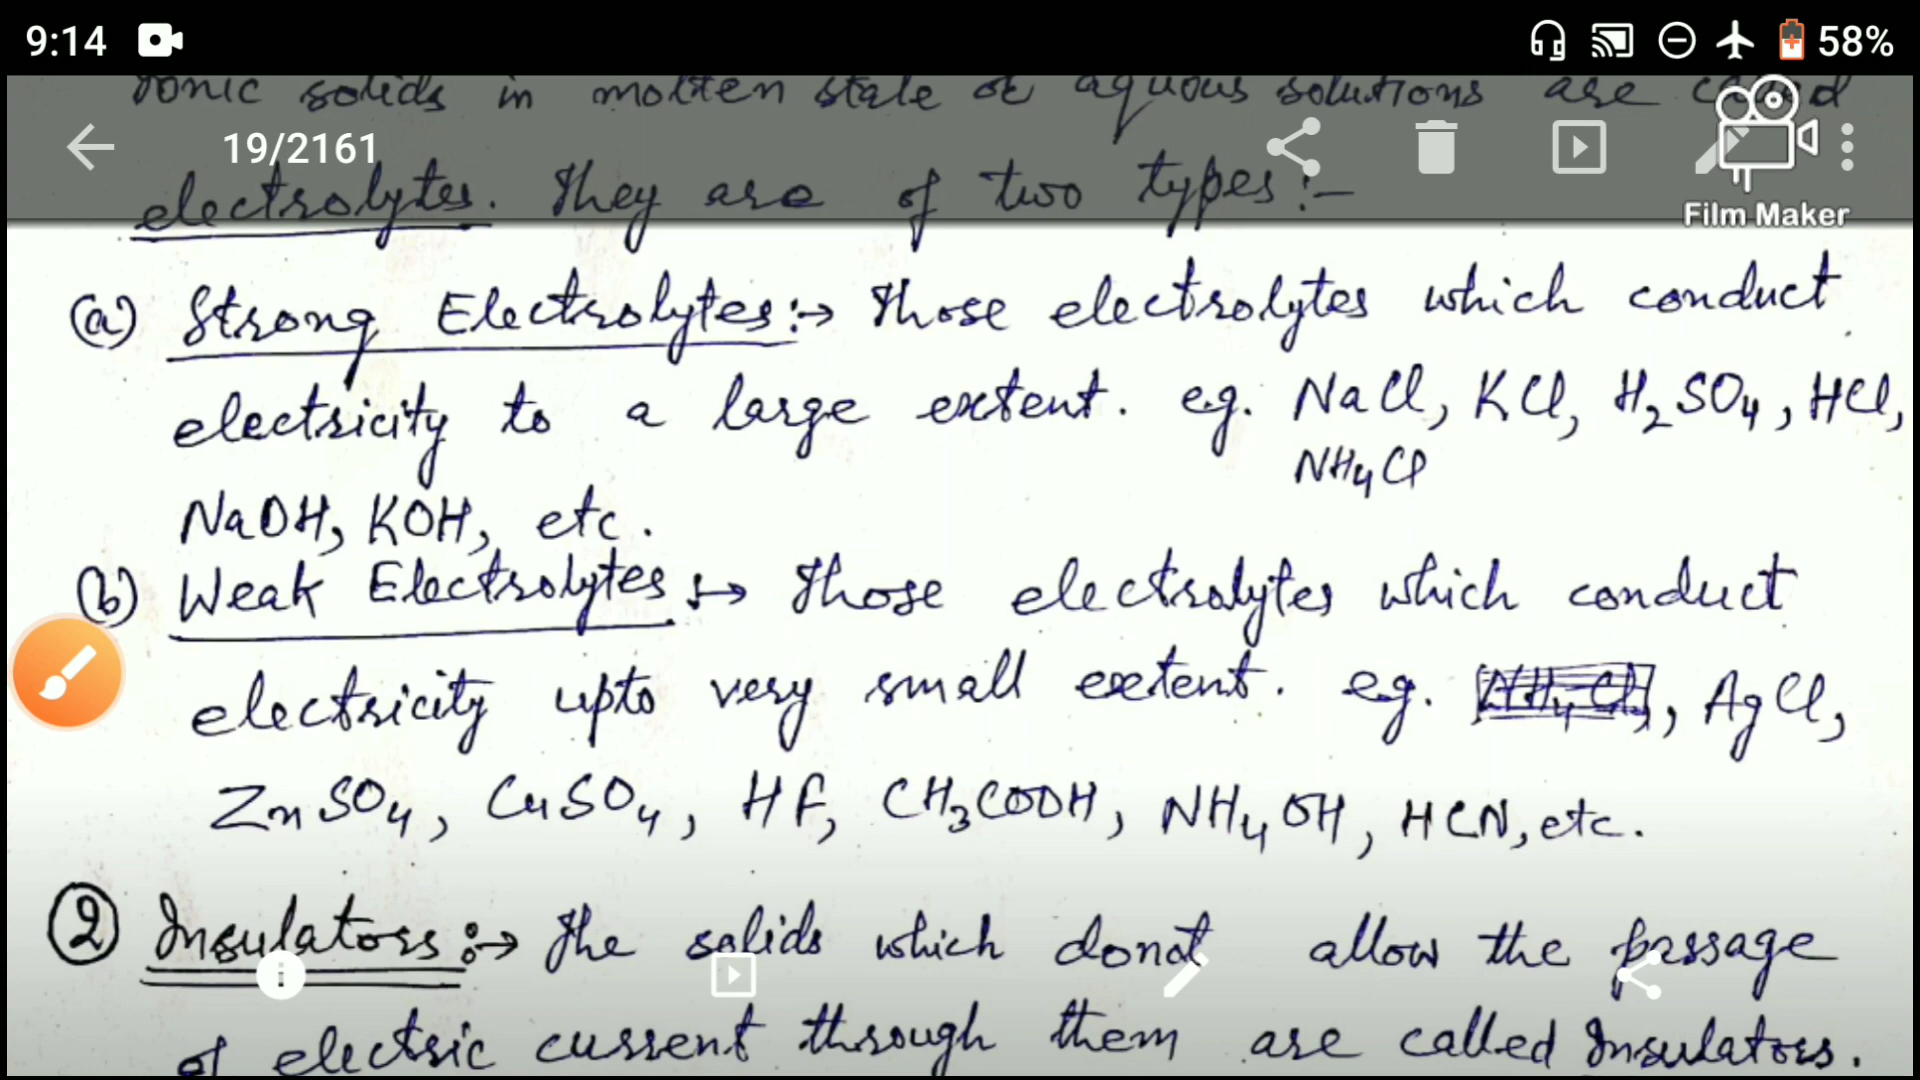 9:14 58%
Ionic solids in molten state or aquous solutions are called
19/2161
electrolytes. They are of two types:-
Film Maker
(a) Strong Electrolytes:→ Those electrolytes which conduct
electricity to a large extent. eg. NaCl, KCl, H₂SO₄, HCl,
NH₄Cl
NaOH, KOH, etc.
(b) Weak Electrolytes:→ Those electrolytes which conduct
electricity upto very small extent. eg. , AgCl,
ZnSO₄, CuSO₄, HF, CH₃COOH, NH₄OH, HCN, etc.
② Insulators:→ The solids which donot allow the passage
of electric current through them are called Insulators.